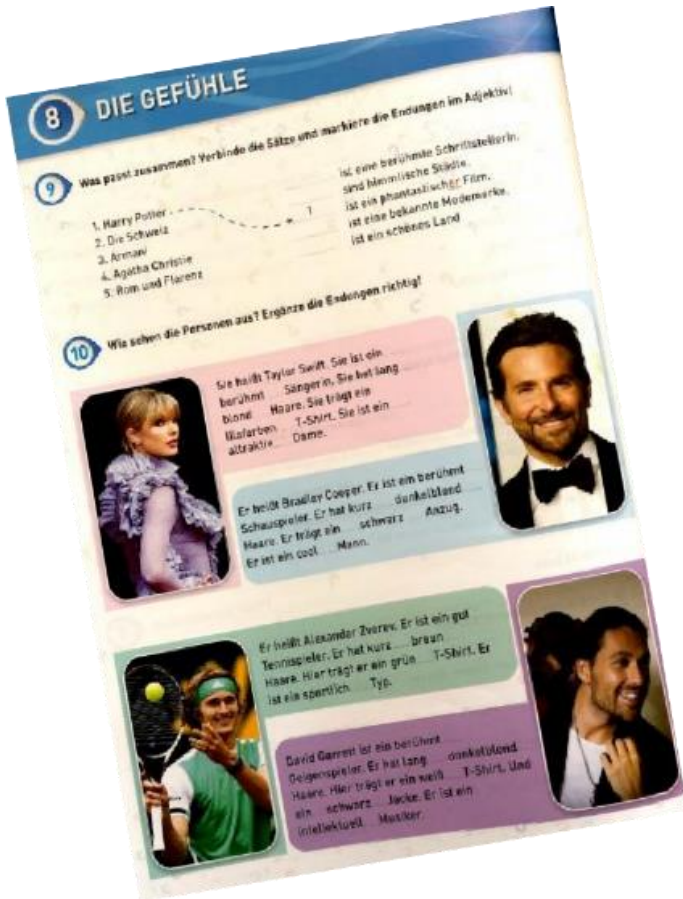 8 DIE GEFÜHLE
9 Was passt zusammen? Verbinde die Sätze und markiere die Endungen im Adjektiv!
1. Harry Potter
2. Die Schweiz
3. Armani
4. Agatha Christie
5. Rom und Florenz
1
ist eine berühmte Schriftstellerin.
sind himmlische Städte.
ist ein phantastischer Film.
ist eine bekannte Modemarke.
ist ein schönes Land
10 Wie sehen die Personen aus? Ergänze die Endungen richtig!
Sie heißt Taylor Swift. Sie ist ein
berühmt Sängerin. Sie hat lang
blond Haare. Sie trägt ein
lilafarben T-Shirt. Sie ist ein
attraktiv Dame.
Er heißt Bradley Cooper. Er ist ein berühmt
Schauspieler. Er hat kurz dunkelblond
Haare. Er trägt ein schwarz Anzug.
Er ist ein cool Mann.
Er heißt Alexander Zverev. Er ist ein gut
Tennispieler. Er hat kurz braun
Haare. Hier trägt er ein grün T-Shirt. Er
ist ein sportlich Typ.
David Garrett ist ein berühmt
Geigenspieler. Er hat lang dunkelblond
Haare. Hier trägt er ein weiß T-Shirt. Und
ein schwarz Jacke. Er ist ein
intellektuell Musiker.